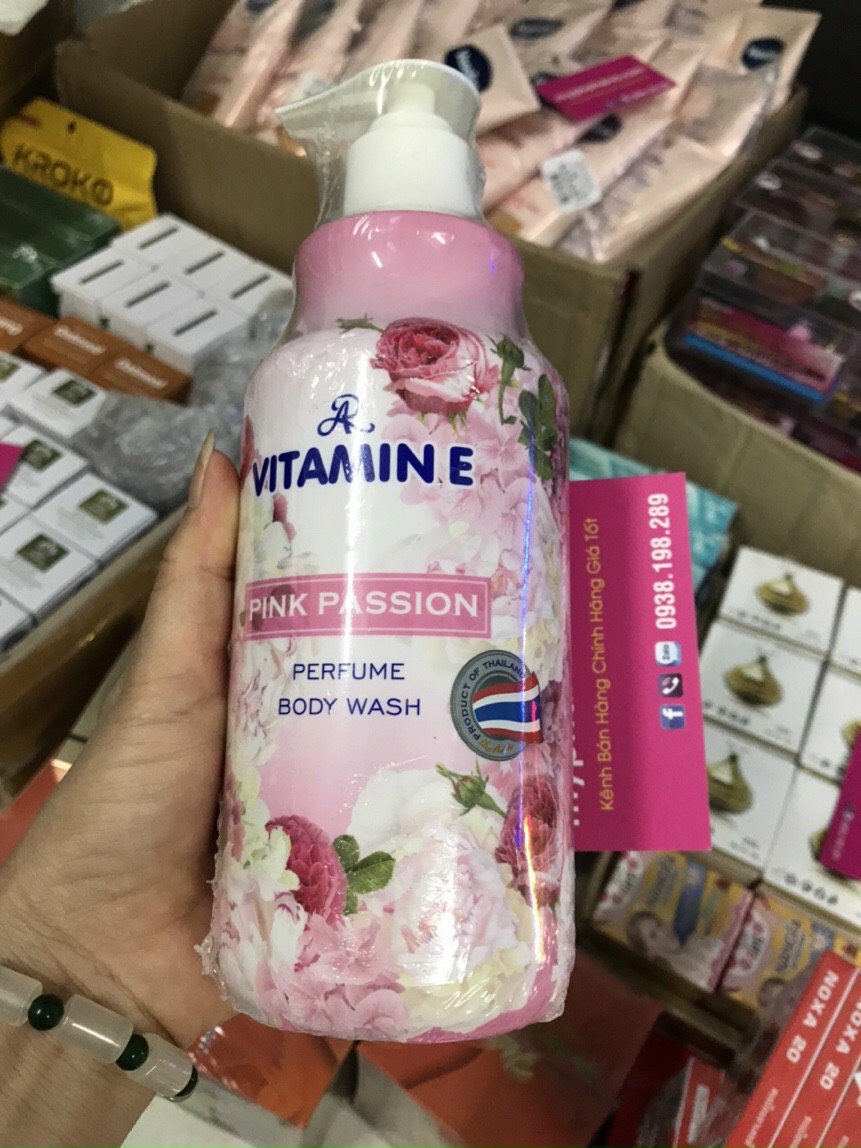 AR
VITAMIN E
PINK PASSION
PERFUME
BODY WASH
PRODUCT OF THAILAND
Kênh Bán Hàng Chính Hãng Giá Tốt
Zalo
0938.198.289
KROKO
NOXA 20
NOXA 20